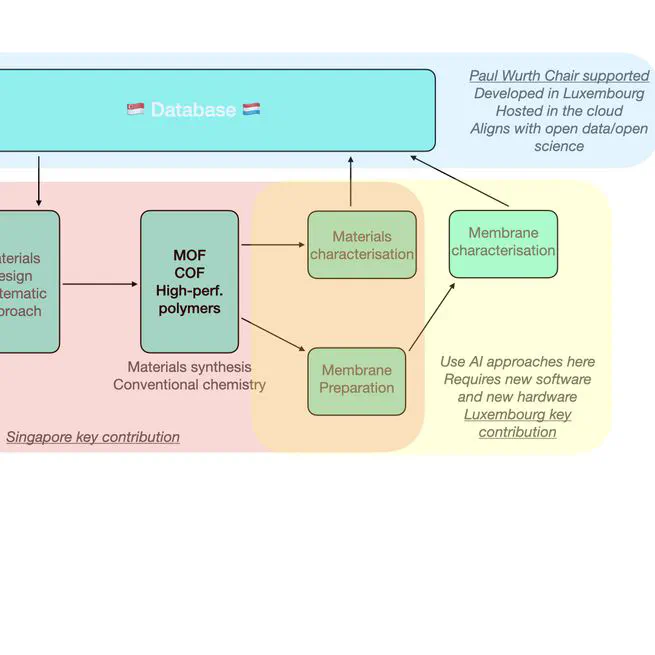 🇸🇬 Database 🇱🇺
Paul Wurth Chair supported
Developed in Luxembourg
Hosted in the cloud
Aligns with open data/open
science
aterials
esign
tematic
proach
MOF
COF
High-perf.
polymers
Materials synthesis
Conventional chemistry
Materials
characterisation
Membrane
Preparation
Membrane
characterisation
Use AI approaches here
Requires new software
and new hardware
Luxembourg key
contribution
Singapore key contribution